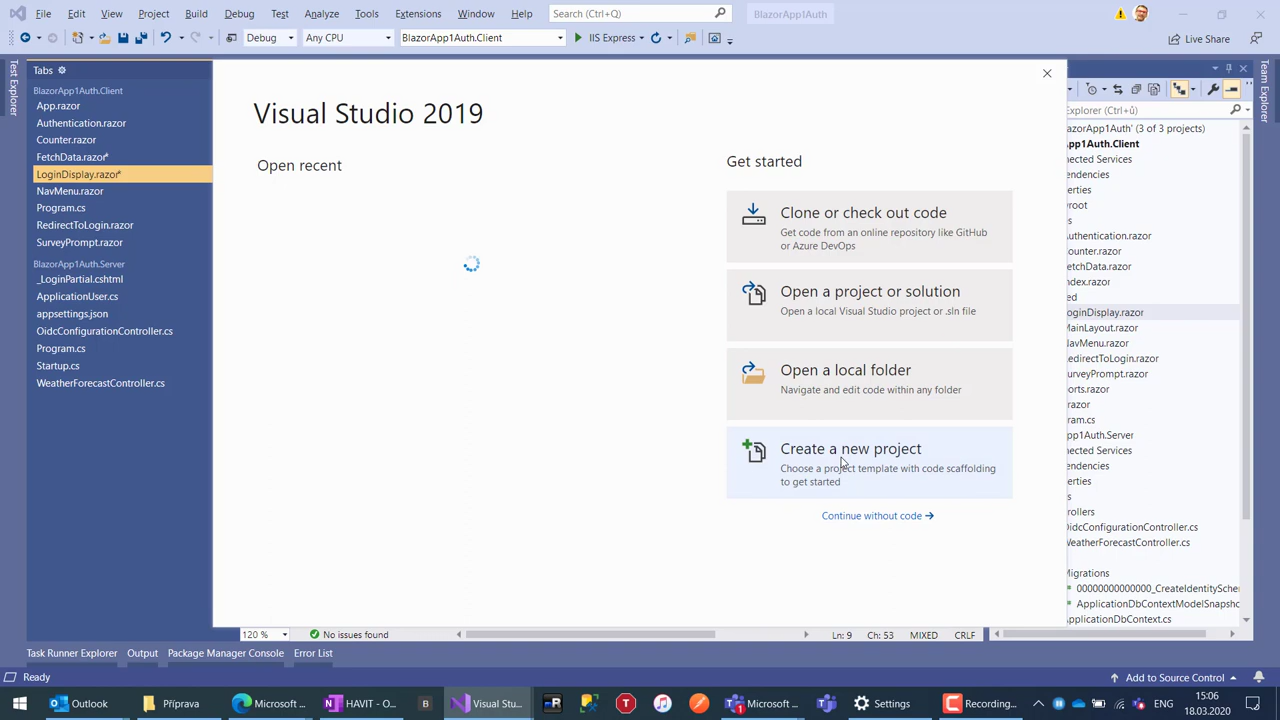 File Edit View Project Build Debug Test Analyze Tools Extensions Window Help Search (Ctrl+Q) BlazorApp1Auth
Debug Any CPU BlazorApp1Auth.Client IIS Express Live Share
Test Explorer
Tabs
BlazorApp1Auth.Client
App.razor
Authentication.razor
Counter.razor
FetchData.razor*
LoginDisplay.razor*
NavMenu.razor
Program.cs
RedirectToLogin.razor
SurveyPrompt.razor
BlazorApp1Auth.Server
_LoginPartial.cshtml
ApplicationUser.cs
appsettings.json
OidcConfigurationController.cs
Program.cs
Startup.cs
WeatherForecastController.cs
Visual Studio 2019
Open recent
Get started
Clone or check out code
Get code from an online repository like GitHub
or Azure DevOps
Open a project or solution
Open a local Visual Studio project or .sln file
Open a local folder
Navigate and edit code within any folder
Create a new project
Choose a project template with code scaffolding
to get started
Continue without code
Explorer (Ctrl+ů)
lazorApp1Auth' (3 of 3 projects)
App1Auth.Client
nected Services
endencies
erties
root
s
uthentication.razor
ounter.razor
etchData.razor
ndex.razor
ed
oginDisplay.razor
MainLayout.razor
NavMenu.razor
RedirectToLogin.razor
urveyPrompt.razor
orts.razor
razor
ram.cs
pp1Auth.Server
nected Services
endencies
erties
s
rollers
OidcConfigurationController.cs
WeatherForecastController.cs
Migrations
00000000000000_CreateIdentitySchem
ApplicationDbContextModelSnapshot
ApplicationDbContext.cs
Team Explorer
120 % No issues found Ln: 9 Ch: 53 MIXED CRLF
Task Runner Explorer Output Package Manager Console Error List
Ready Add to Source Control
Outlook Příprava Microsoft ... HAVIT - O... Visual Stu... Microsoft ... Settings Recording...
15:06
18.03.2020